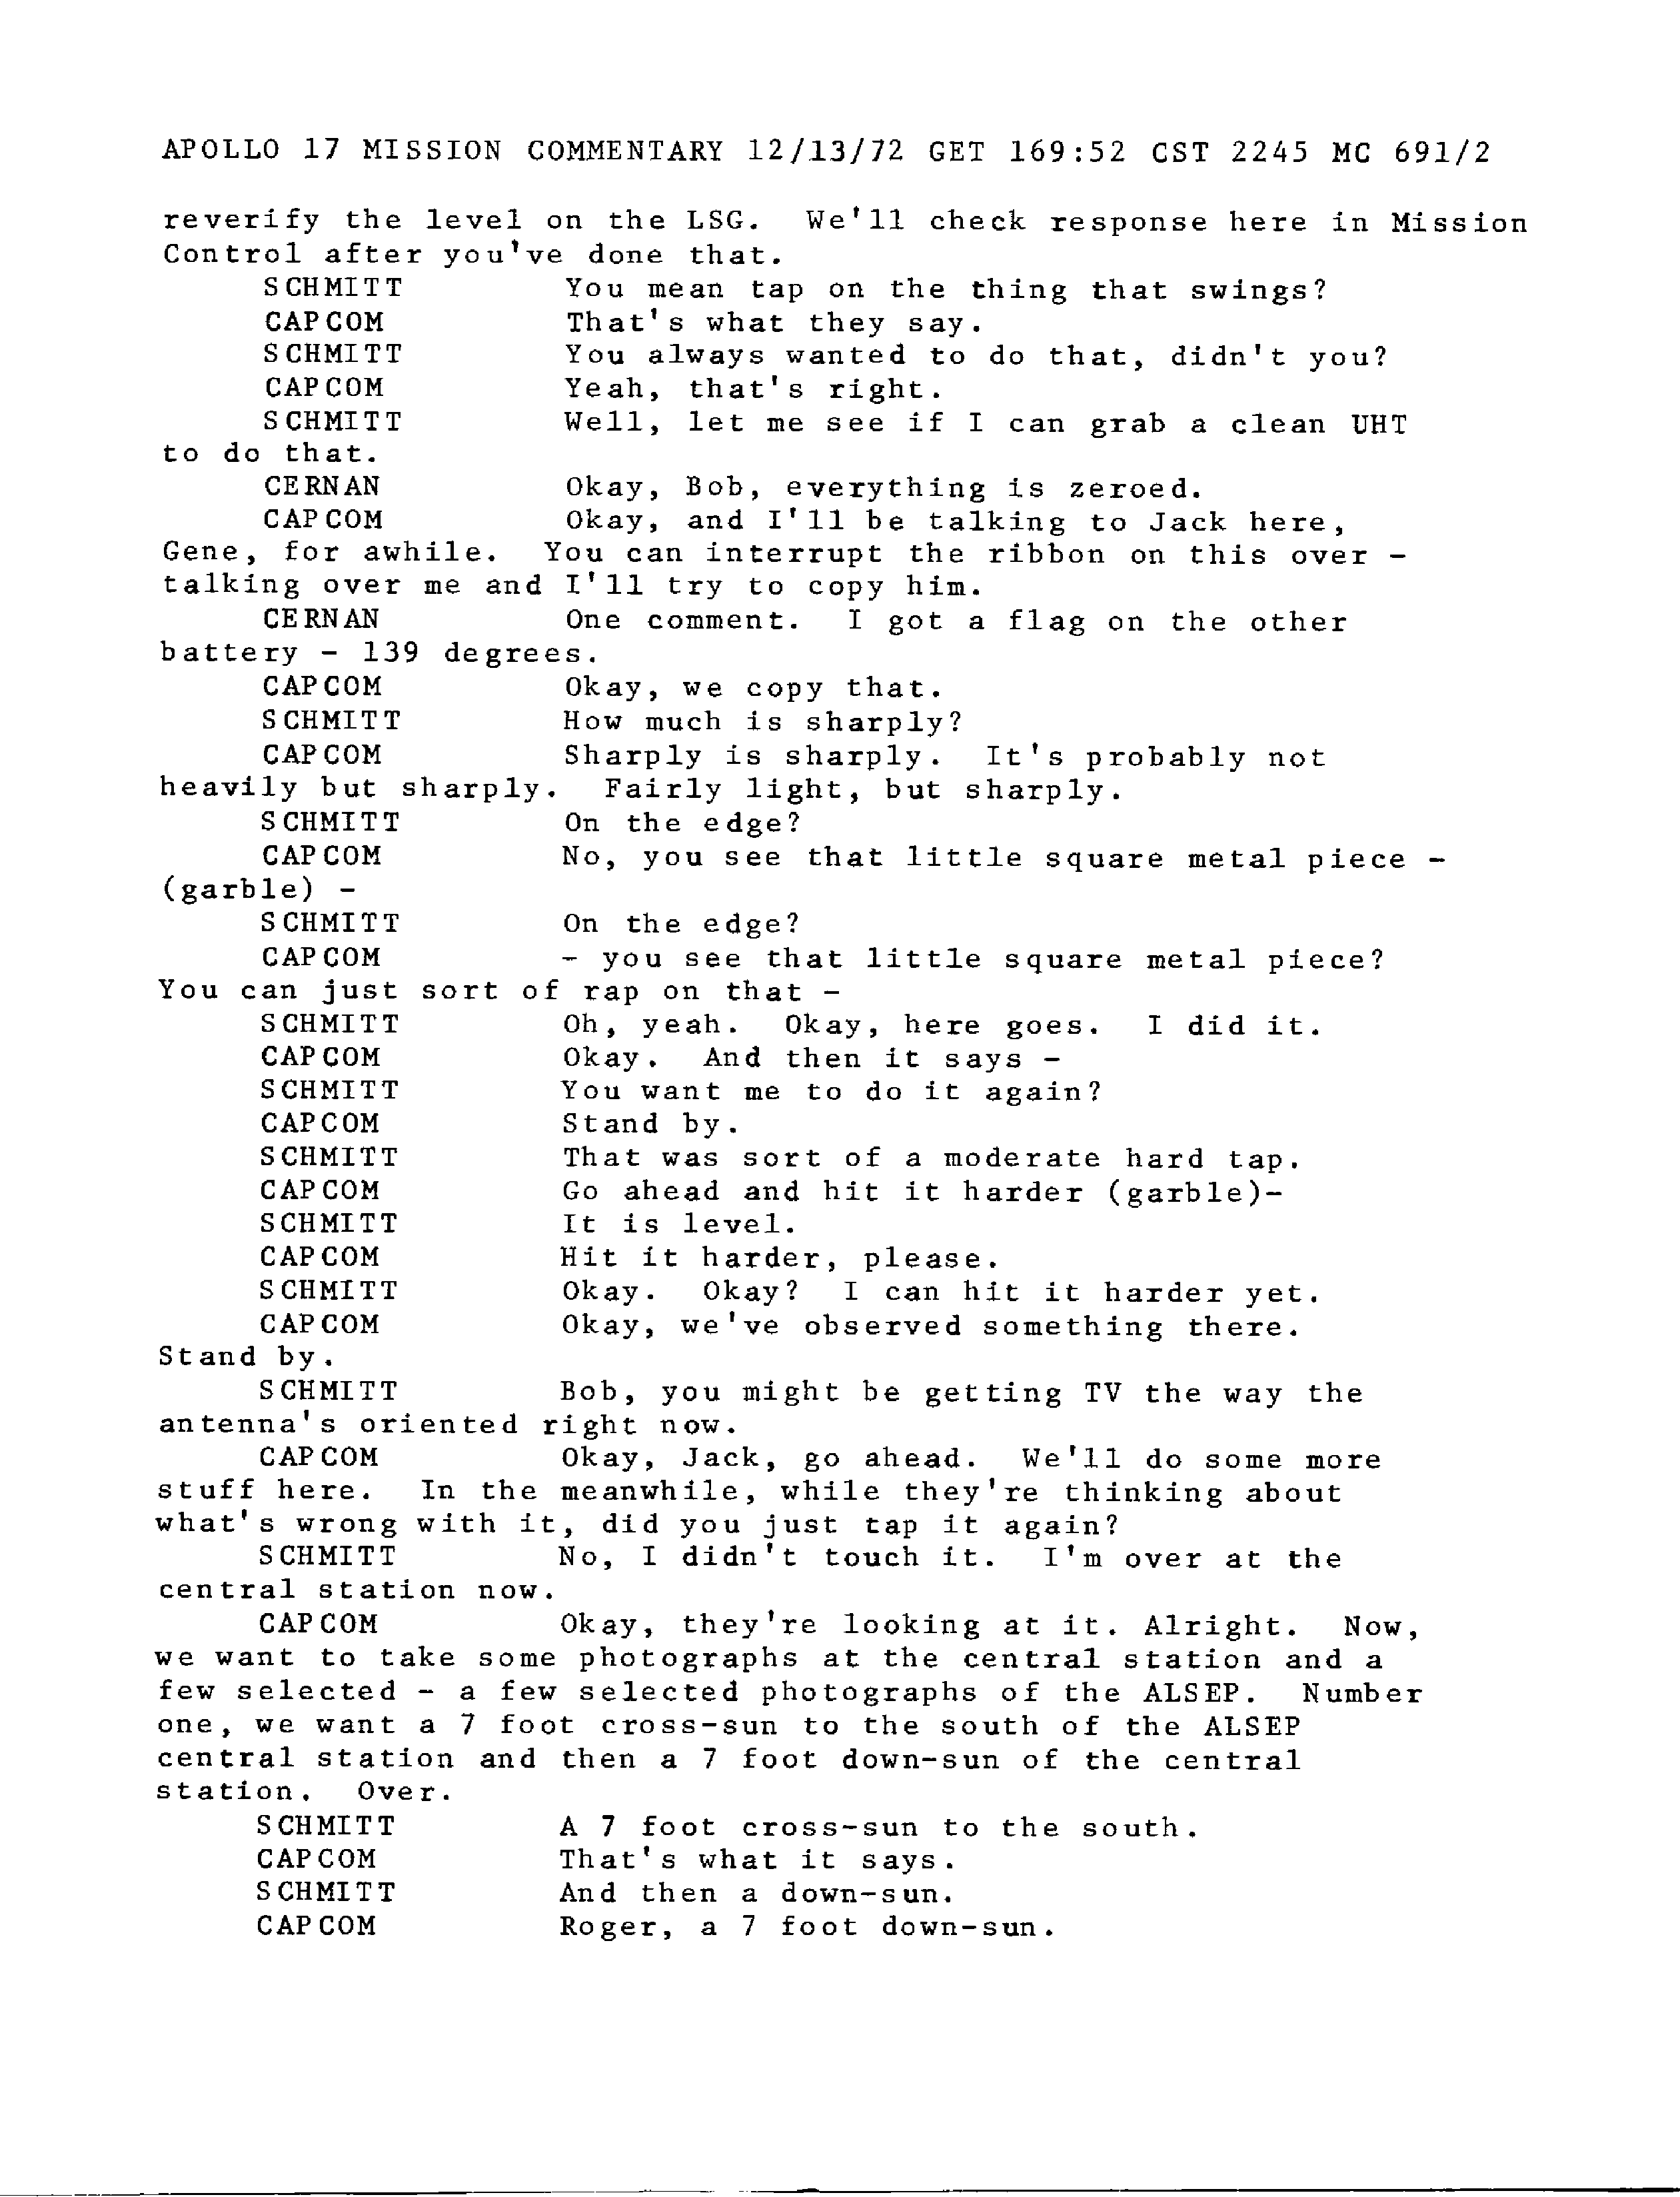 APOLLO 17 MISSION COMMENTARY 12/13/72 GET 169:52 CST 2245 MC 691/2
reverify the level on the LSG. We'll check response here in Mission
Control after you've done that.
SCHMITT You mean tap on the thing that swings?
CAPCOM That's what they say.
SCHMITT You always wanted to do that, didn't you?
CAPCOM Yeah, that's right.
SCHMITT Well, let me see if I can grab a clean UHT
to do that.
CERNAN Okay, Bob, everything is zeroed.
CAPCOM Okay, and I'll be talking to Jack here,
Gene, for awhile. You can interrupt the ribbon on this over -
talking over me and I'll try to copy him.
CERNAN One comment. I got a flag on the other
battery - 139 degrees.
CAPCOM Okay, we copy that.
SCHMITT How much is sharply?
CAPCOM Sharply is sharply. It's probably not
heavily but sharply. Fairly light, but sharply.
SCHMITT On the edge?
CAPCOM No, you see that little square metal piece -
(garble) -
SCHMITT On the edge?
CAPCOM - you see that little square metal piece?
You can just sort of rap on that -
SCHMITT Oh, yeah. Okay, here goes. I did it.
CAPCOM Okay. And then it says -
SCHMITT You want me to do it again?
CAPCOM Stand by.
SCHMITT That was sort of a moderate hard tap.
CAPCOM Go ahead and hit it harder (garble)-
SCHMITT It is level.
CAPCOM Hit it harder, please.
SCHMITT Okay. Okay? I can hit it harder yet.
CAPCOM Okay, we've observed something there.
Stand by.
SCHMITT Bob, you might be getting TV the way the
antenna's oriented right now.
CAPCOM Okay, Jack, go ahead. We'll do some more
stuff here. In the meanwhile, while they're thinking about
what's wrong with it, did you just tap it again?
SCHMITT No, I didn't touch it. I'm over at the
central station now.
CAPCOM Okay, they're looking at it. Alright. Now,
we want to take some photographs at the central station and a
few selected - a few selected photographs of the ALSEP. Number
one, we want a 7 foot cross-sun to the south of the ALSEP
central station and then a 7 foot down-sun of the central
station. Over.
SCHMITT A 7 foot cross-sun to the south.
CAPCOM That's what it says.
SCHMITT And then a down-sun.
CAPCOM Roger, a 7 foot down-sun.